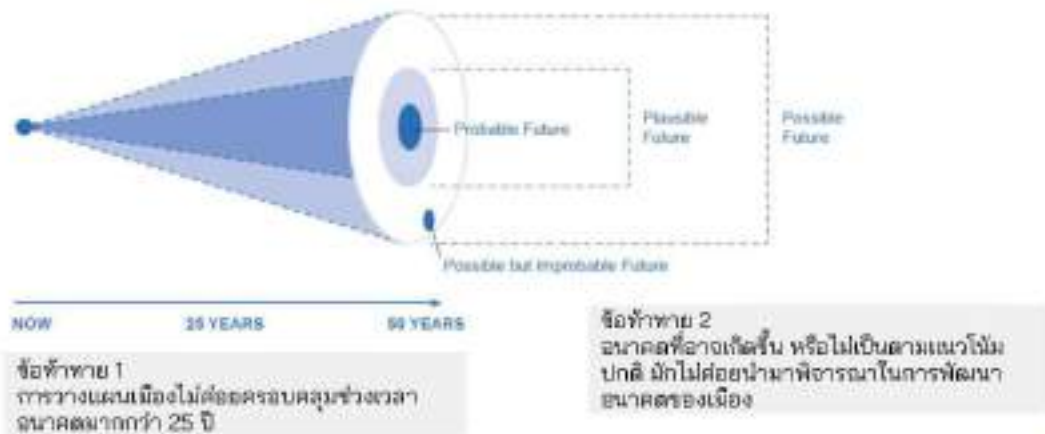 Probable Future
Plausible
Future
Possible
Future
Possible but Improbable Future
NOW
25 YEARS
50 YEARS
ข้อท้าทาย 1
การวางแผนเมืองไม่ค่อยครอบคลุมช่วงเวลา
อนาคตมากกว่า 25 ปี
ข้อท้าทาย 2
อนาคตที่อาจเกิดขึ้น หรือไม่เป็นตามแนวโน้ม
ปกติ มักไม่ค่อยนำมาพิจารณาในการพัฒนา
อนาคตของเมือง